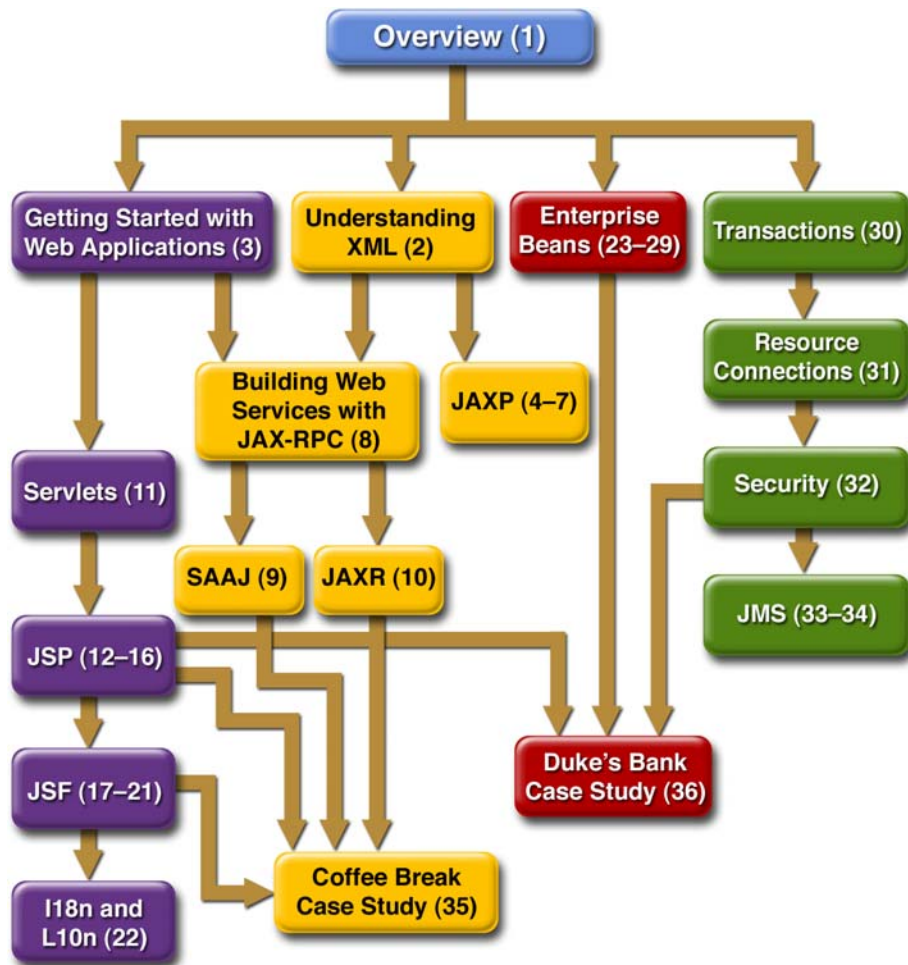 Overview (1)
Getting Started with
Web Applications (3)
Understanding
XML (2)
Enterprise
Beans (23–29)
Transactions (30)
Resource
Connections (31)
Building Web
Services with
JAX-RPC (8)
JAXP (4–7)
Servlets (11)
Security (32)
SAAJ (9)
JAXR (10)
JMS (33–34)
JSP (12–16)
JSF (17–21)
Duke's Bank
Case Study (36)
Coffee Break
Case Study (35)
I18n and
L10n (22)